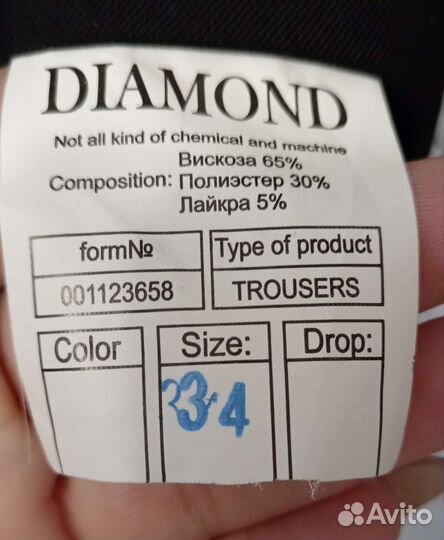 DIAMOND
Not all kind of chemical and machine
Вискоза 65%
Composition: Полиэстер 30%
Лайкра 5%
form№ Type of product
001123658 TROUSERS
Color Size: Drop:
34
Avito